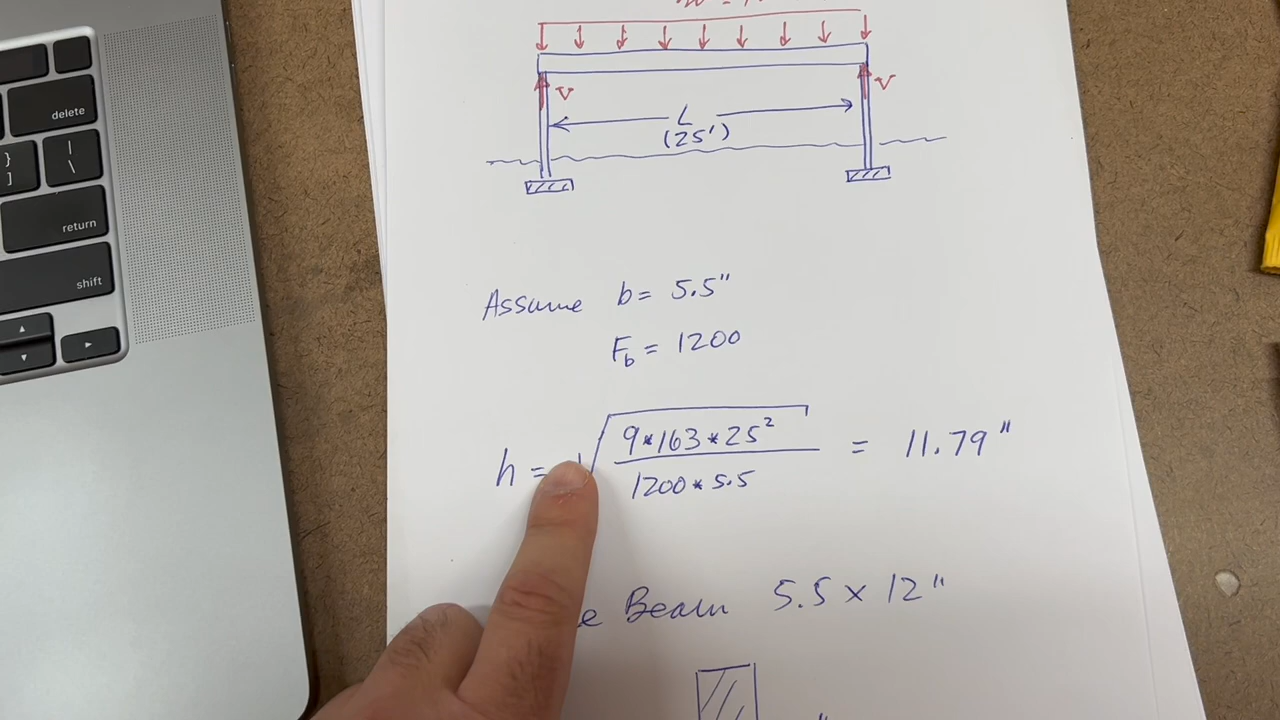 V
V
L
(25')
Assume b = 5.5"
Fb = 1200
h = √ 9*163*25²
1200*5.5
= 11.79"
Beam 5.5 x 12"
delete
}
]
|
\
return
shift